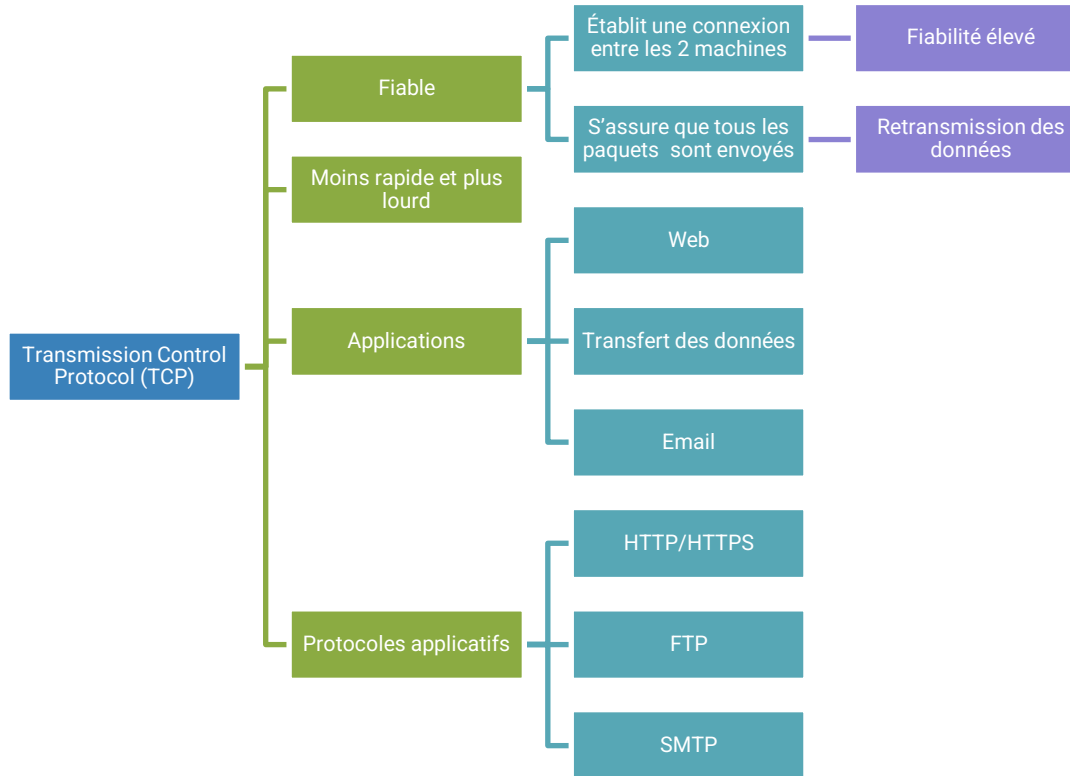 Transmission Control
Protocol (TCP)
Fiable
Établit une connexion
entre les 2 machines
Fiabilité élevé
S’assure que tous les
paquets sont envoyés
Retransmission des
données
Moins rapide et plus
lourd
Applications
Web
Transfert des données
Email
Protocoles applicatifs
HTTP/HTTPS
FTP
SMTP